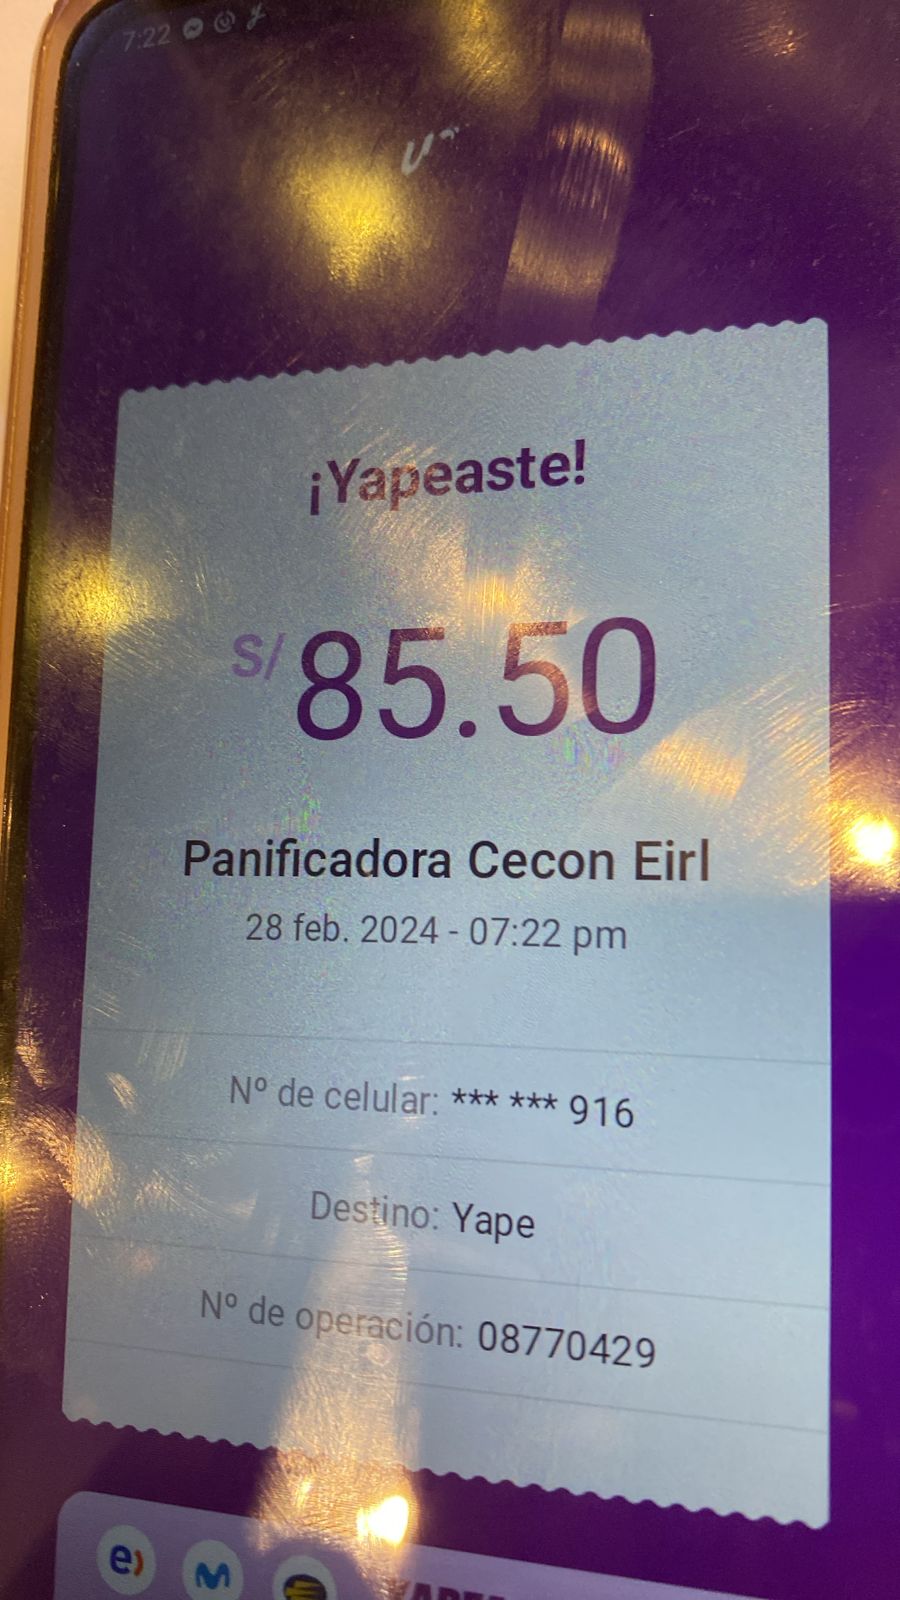 7:22
¡Yapeaste!
S/ 85.50
Panificadora Cecon Eirl
28 feb. 2024 - 07:22 pm
Nº de celular: *** *** 916
Destino: Yape
Nº de operación: 08770429
e)